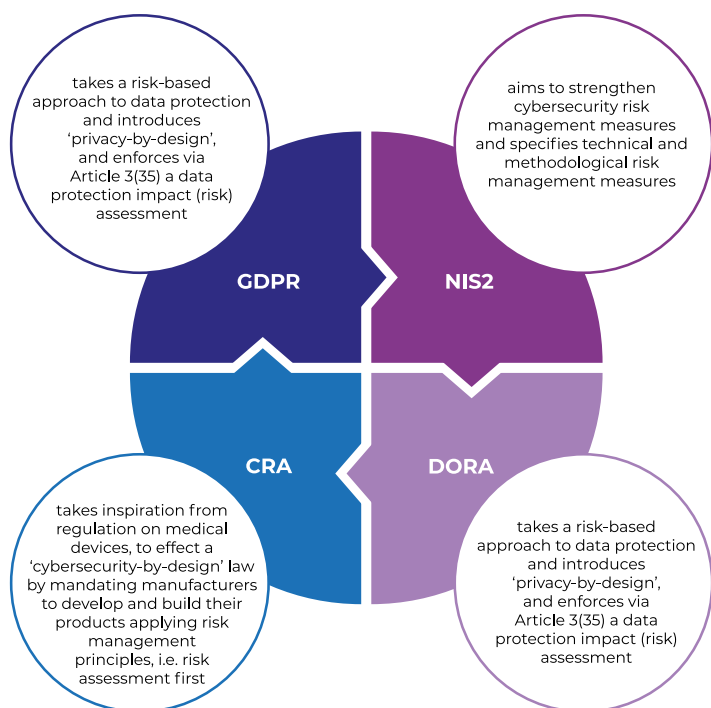 takes a risk-based
approach to data protection
and introduces
‘privacy-by-design’,
and enforces via
Article 3(35) a data
protection impact (risk)
assessment
aims to strengthen
cybersecurity risk
management measures
and specifies technical and
methodological risk
management measures
GDPR
NIS2
CRA
DORA
takes inspiration from
regulation on medical
devices, to effect a
‘cybersecurity-by-design’ law
by mandating manufacturers
to develop and build their
products applying risk
management
principles, i.e. risk
assessment first
takes a risk-based
approach to data protection
and introduces
‘privacy-by-design’,
and enforces via
Article 3(35) a data
protection impact (risk)
assessment